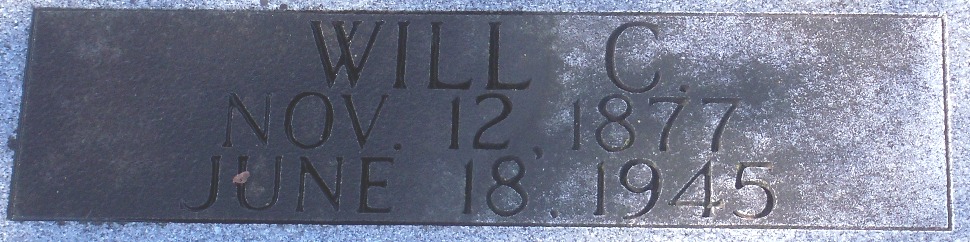 WILL C.
NOV. 12, 1877
JUNE 18, 1945